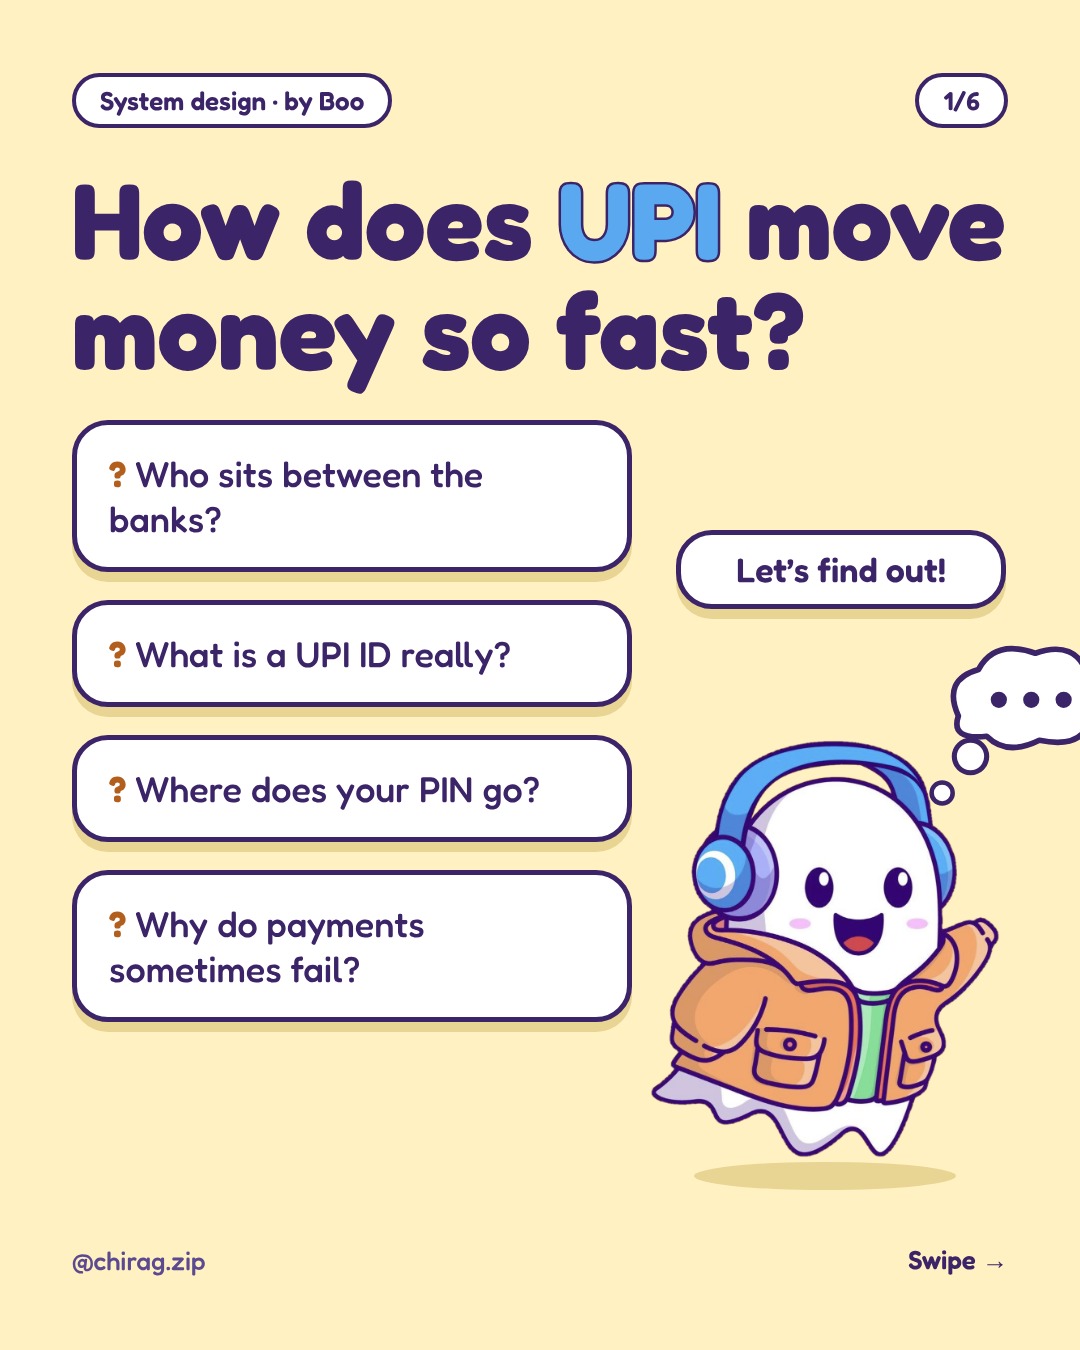 System design · by Boo
1/6
How does UPI move
money so fast?
? Who sits between the
banks?
? What is a UPI ID really?
? Where does your PIN go?
? Why do payments
sometimes fail?
Let’s find out!
@chirag.zip
Swipe →